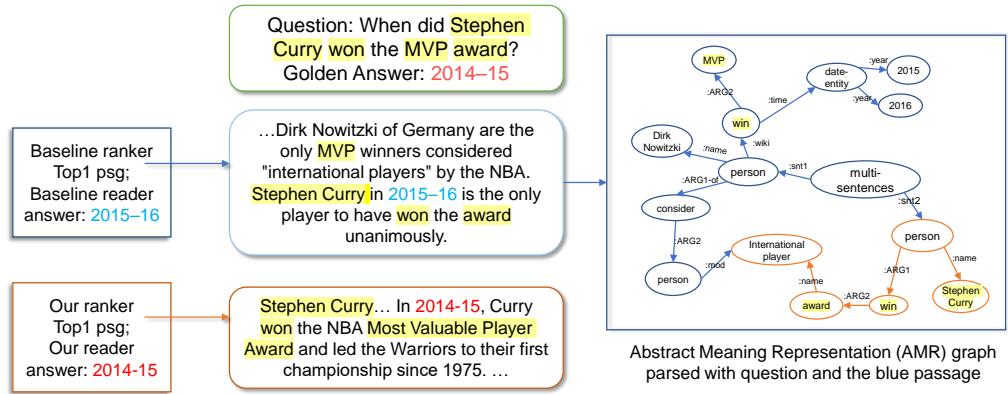 Question: When did Stephen
Curry won the MVP award?
Golden Answer: 2014–15
Baseline ranker
Top1 psg;
Baseline reader
answer: 2015–16
…Dirk Nowitzki of Germany are the
only MVP winners considered
"international players" by the NBA.
Stephen Curry in 2015–16 is the only
player to have won the award
unanimously.
Our ranker
Top1 psg;
Our reader
answer: 2014-15
Stephen Curry… In 2014-15, Curry
won the NBA Most Valuable Player
Award and led the Warriors to their first
championship since 1975. …
MVP
:ARG2
win
:time
date-
entity
:year
2015
:year
2016
Dirk
Nowitzki
:name
:wiki
person
:snt1
multi-
sentences
:ARG1-of
consider
:snt2
person
:ARG2
person
:mod
International
player
:name
award
:ARG2
win
:ARG1
:name
Stephen
Curry
Abstract Meaning Representation (AMR) graph
parsed with question and the blue passage